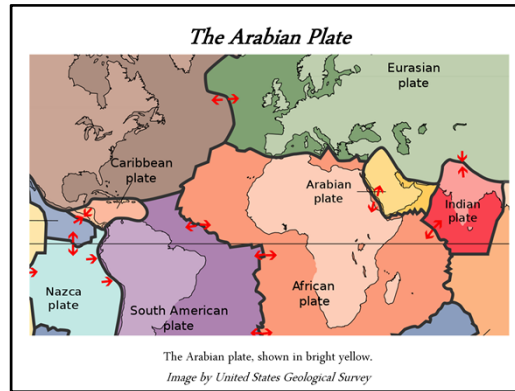 The Arabian Plate
Eurasian
plate
Caribbean
plate
Arabian
plate
Indian
plate
Nazca
plate
South American
plate
African
plate
The Arabian plate, shown in bright yellow.
Image by United States Geological Survey